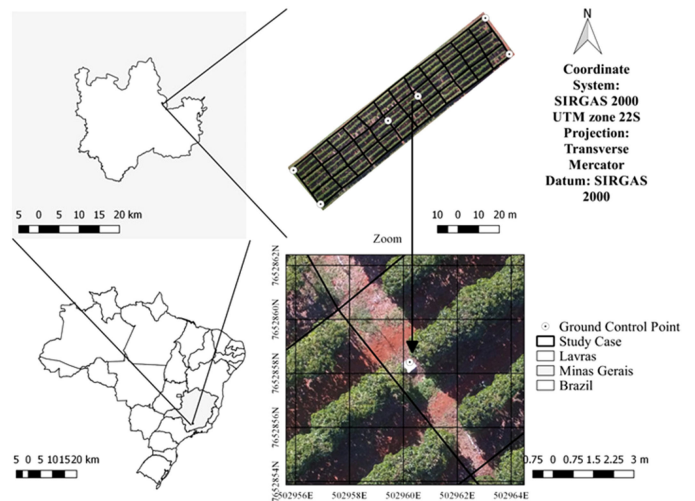 N
Coordinate
System:
SIRGAS 2000
UTM zone 22S
Projection:
Transverse
Mercator
Datum: SIRGAS
2000
5 0 5 10 15 20 km
10 0 10 20 m
Zoom
7652862N
7652860N
7652858N
7652856N
7652854N
502956E 502958E 502960E 502962E 502964E
Ground Control Point
Study Case
Lavras
Minas Gerais
Brazil
5 0 5 10 15 20 km
0.75 0 0.75 1.5 2.25 3 m